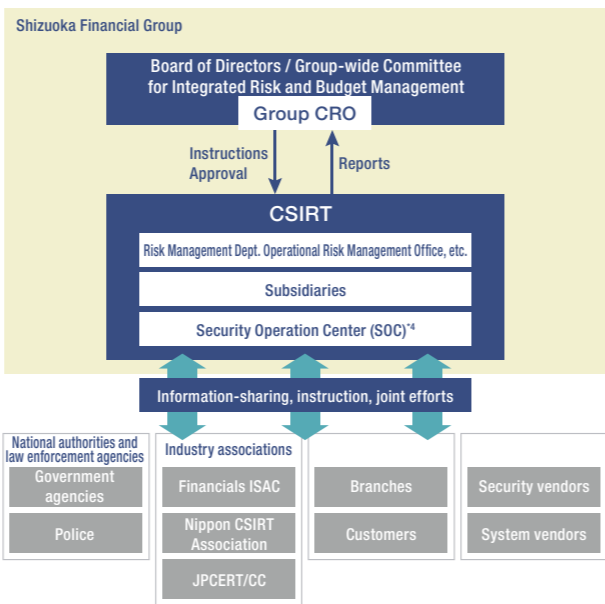 Shizuoka Financial Group
Board of Directors / Group-wide Committee
for Integrated Risk and Budget Management
Group CRO
Instructions
Approval
Reports
CSIRT
Risk Management Dept. Operational Risk Management Office, etc.
Subsidiaries
Security Operation Center (SOC)*4
Information-sharing, instruction, joint efforts
National authorities and
law enforcement agencies
Government
agencies
Police
Industry associations
Financials ISAC
Nippon CSIRT
Association
JPCERT/CC
Branches
Customers
Security vendors
System vendors